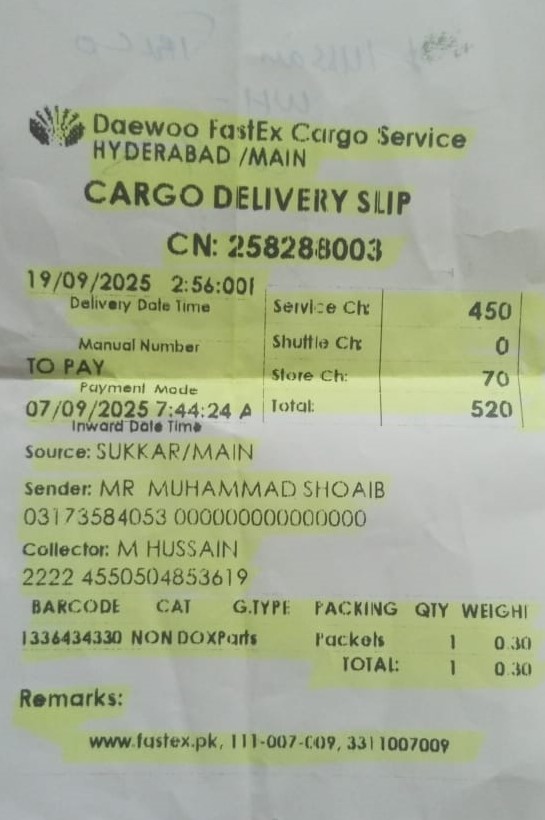 Daewoo FastEx Cargo Service
HYDERABAD /MAIN
CARGO DELIVERY SLIP
CN: 258288003
19/09/2025 2:56:00
Delivery Date Time
Service Ch: 450
Manual Number
Shuttle Ch: 0
TO PAY
Payment Mode
Store Ch: 70
07/09/2025 7:44:24 A
Inward Date Time
Total: 520
Source: SUKKAR/MAIN
Sender: MR MUHAMMAD SHOAIB
03173584053 000000000000000
Collector: M HUSSAIN
2222 4550504853619
BARCODE CAT G.TYPE PACKING QTY WEIGHT
1336434330 NON DOX Parts Packets 1 0.30
TOTAL: 1 0.30
Remarks:
www.fastex.pk, 111-007-009, 3311007009